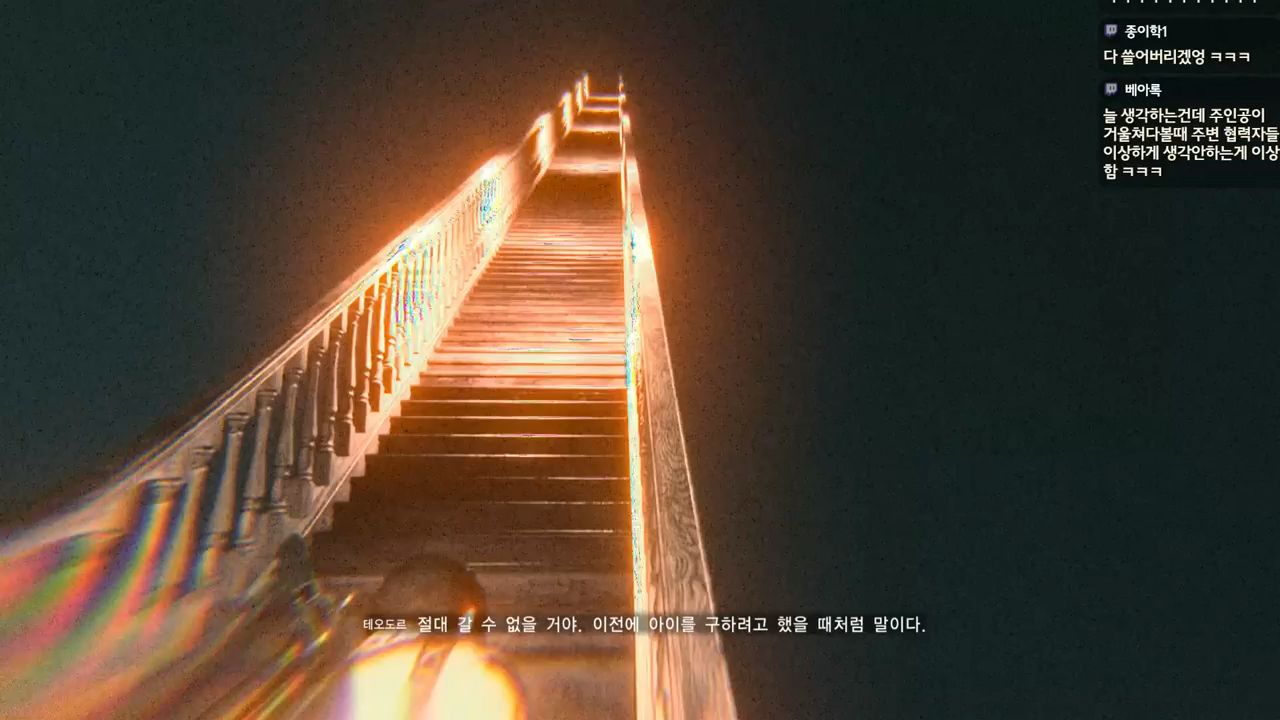 종이학1
다 쓸어버리겠엉 ㅋㅋㅋ
베아록
늘 생각하는건데 주인공이
거울쳐다볼때 주변 협력자들
이상하게 생각안하는게 이상
함 ㅋㅋㅋ
테오도르 절대 갈 수 없을 거야. 이전에 아이를 구하려고 했을 때처럼 말이다.